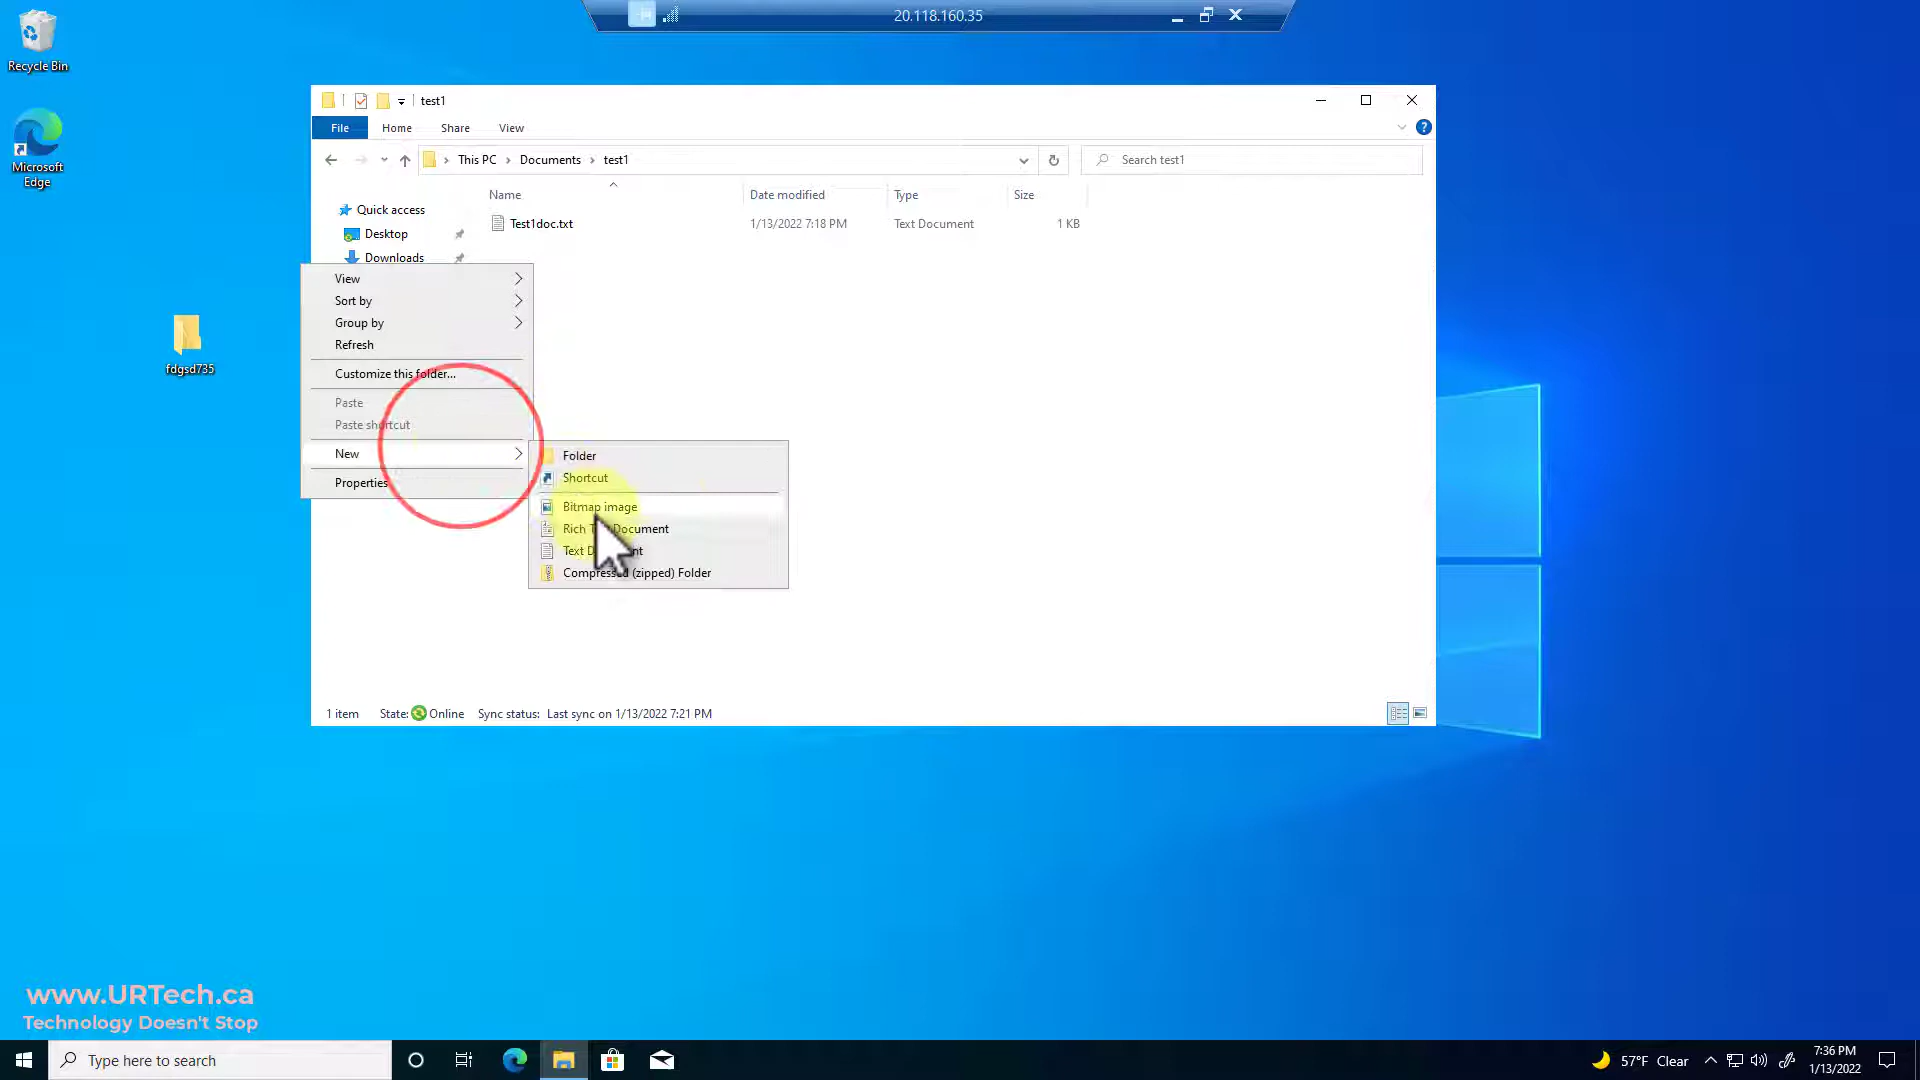 20.118.160.35
Recycle Bin
Microsoft
Edge
fdgsd735
test1
File
Home
Share
View
This PC
Documents
test1
Search test1
Name
Date modified
Type
Size
Quick access
Test1doc.txt
1/13/2022 7:18 PM
Text Document
1 KB
Desktop
Downloads
View
Sort by
Group by
Refresh
Customize this folder...
Paste
Paste shortcut
New
Properties
Folder
Shortcut
Bitmap image
Rich T Document
Text D nt
Compressed (zipped) Folder
1 item
State:
Online
Sync status:
Last sync on 1/13/2022 7:21 PM
www.URTech.ca
Technology Doesn't Stop
Type here to search
57°F Clear
7:36 PM
1/13/2022